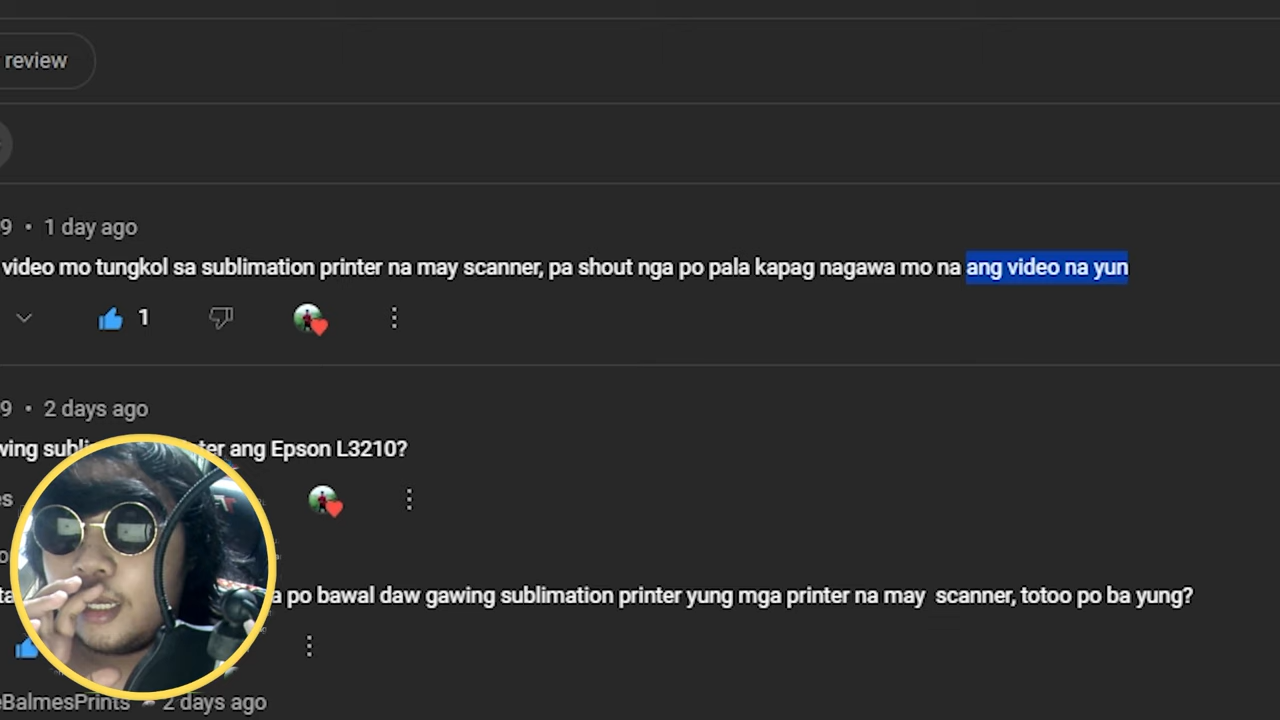 review
9 • 1 day ago
video mo tungkol sa sublimation printer na may scanner, pa shout nga po pala kapag nagawa mo na ang video na yun
1
9 • 2 days ago
ang Epson L3210?
po bawal daw gawing sublimation printer yung mga printer na may scanner, totoo po ba yung?
BalmesPrints 2 days ago